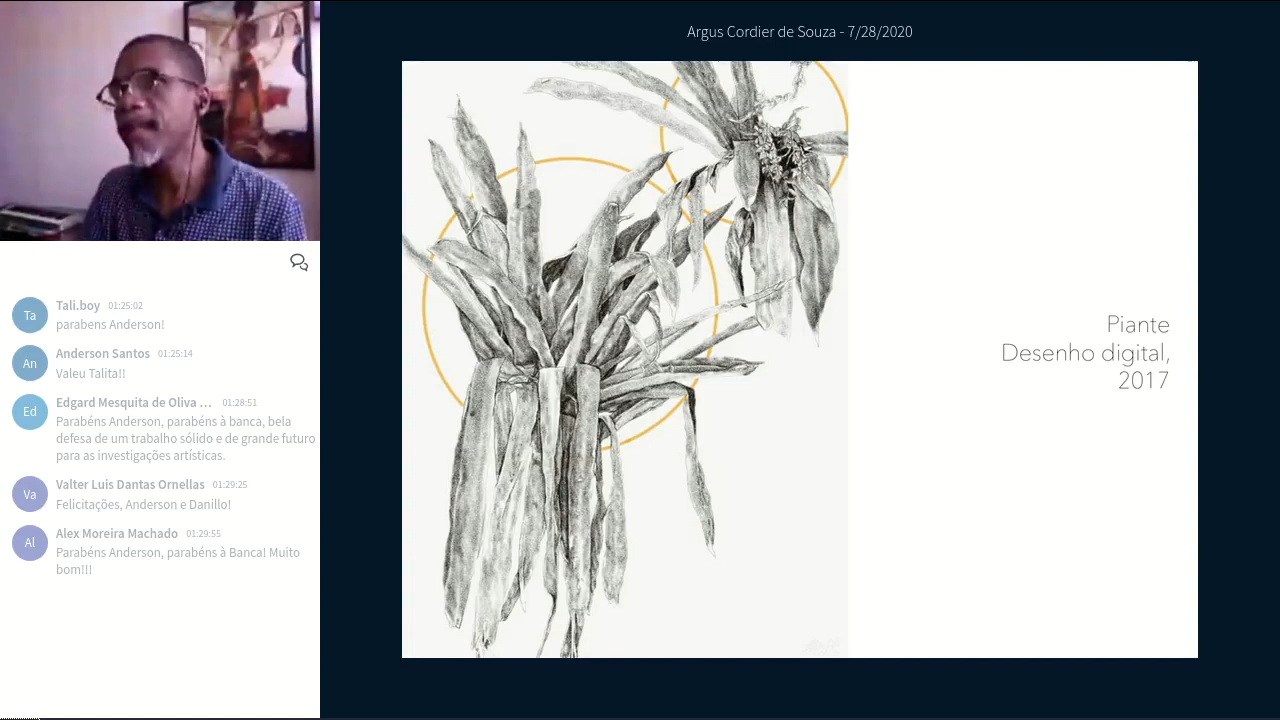 Argus Cordier de Souza - 7/28/2020
Ta
Tali.boy 01:25:02
parabens Anderson!
An
Anderson Santos 01:25:14
Valeu Talita!!
Ed
Edgard Mesquita de Oliva ... 01:28:51
Parabéns Anderson, parabéns à banca, bela
defesa de um trabalho sólido e de grande futuro
para as investigações artísticas.
Va
Valter Luis Dantas Ornellas 01:29:25
Felicitações, Anderson e Danillo!
Al
Alex Moreira Machado 01:29:55
Parabéns Anderson, parabéns à Banca! Muito
bom!!!
Piante
Desenho digital,
2017